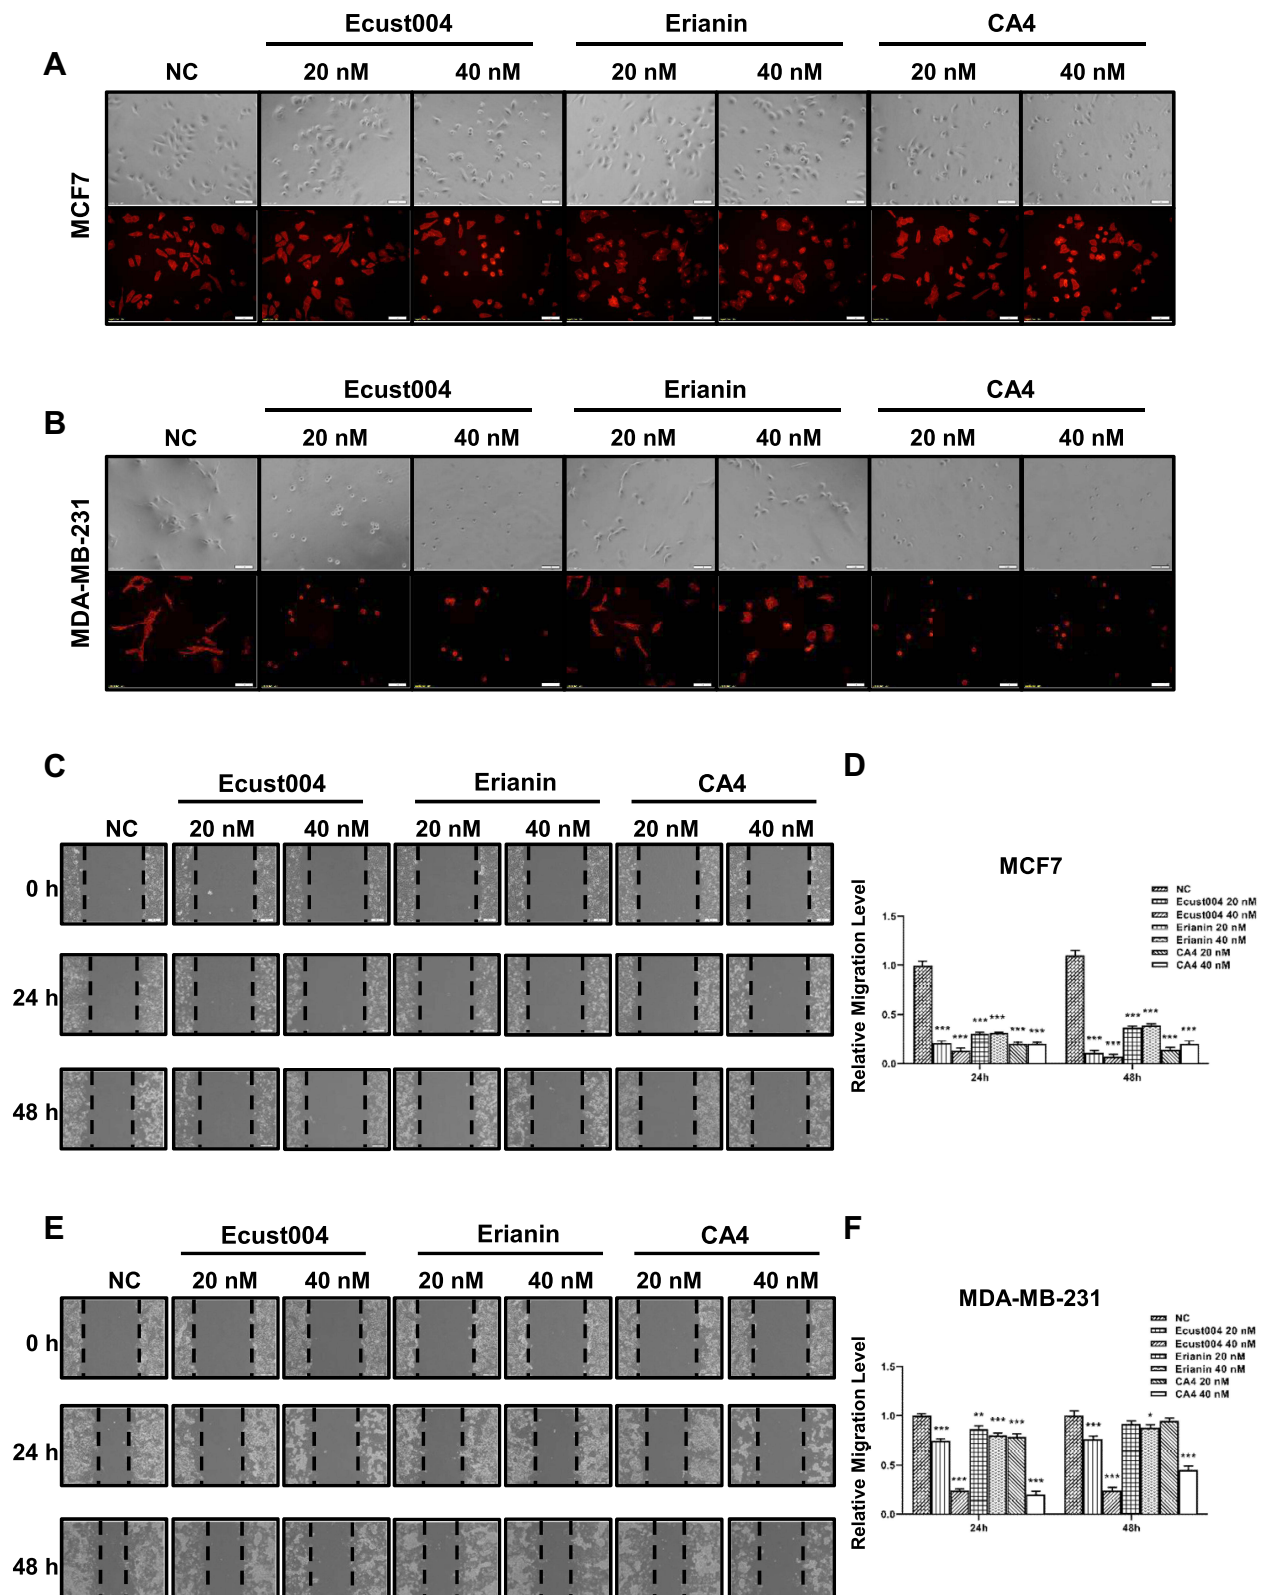 Ecust004 Erianin CA4
A
NC 20 nM 40 nM 20 nM 40 nM 20 nM 40 nM
MCF7
Ecust004 Erianin CA4
B
NC 20 nM 40 nM 20 nM 40 nM 20 nM 40 nM
MDA-MB-231
C
Ecust004 Erianin CA4
NC 20 nM 40 nM 20 nM 40 nM 20 nM 40 nM
0 h
24 h
48 h
D
MCF7
NC
Ecust004 20 nM
Ecust004 40 nM
Erianin 20 nM
Erianin 40 nM
CA4 20 nM
CA4 40 nM
Relative Migration Level
1.5
1.0
0.5
0.0
*** *** *** *** *** ***
*** *** *** *** *** ***
24h 48h
E
Ecust004 Erianin CA4
NC 20 nM 40 nM 20 nM 40 nM 20 nM 40 nM
0 h
24 h
48 h
F
MDA-MB-231
NC
Ecust004 20 nM
Ecust004 40 nM
Erianin 20 nM
Erianin 40 nM
CA4 20 nM
CA4 40 nM
Relative Migration Level
1.5
1.0
0.5
0.0
*** *** ** *** *** ***
*** *** * ***
24h 48h